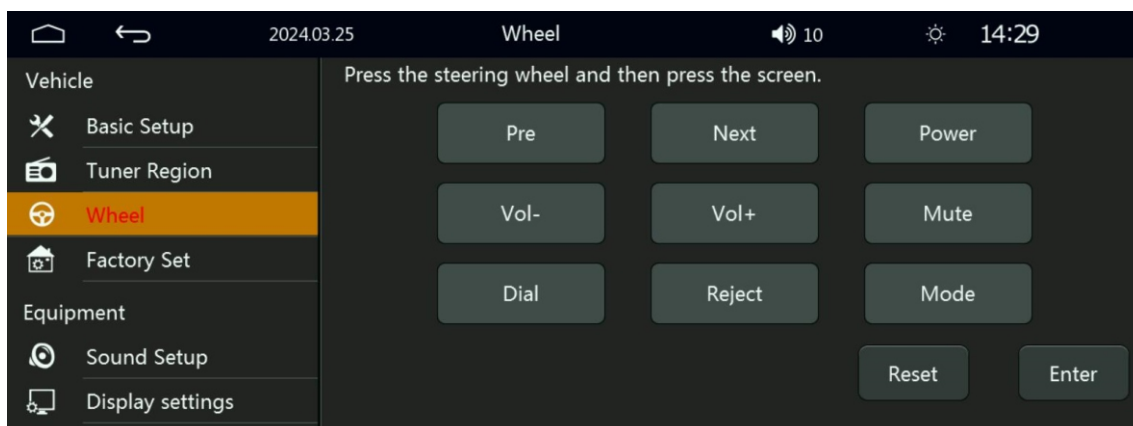 2024.03.25 Wheel 10 14:29
Vehicle
Basic Setup
Tuner Region
Wheel
Factory Set
Equipment
Sound Setup
Display settings
Press the steering wheel and then press the screen.
Pre Next Power
Vol- Vol+ Mute
Dial Reject Mode
Reset Enter